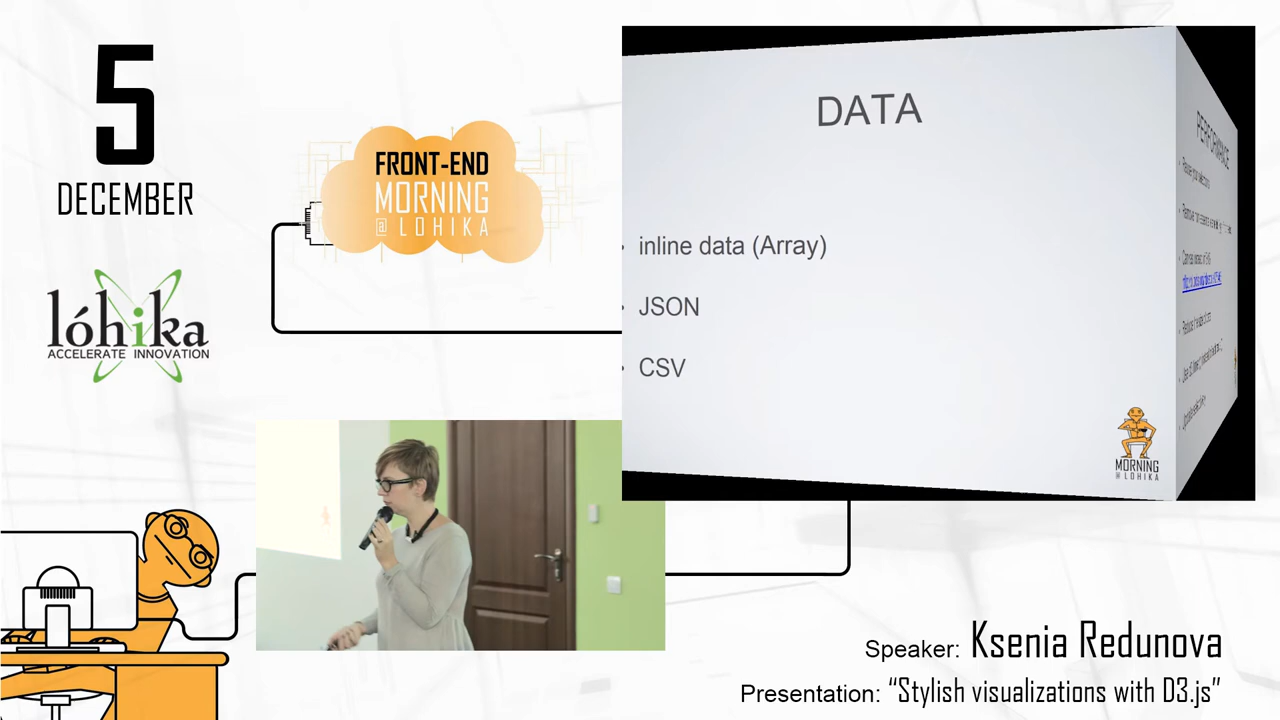 5
DECEMBER
lóhika
ACCELERATE INNOVATION
FRONT-END
MORNING
@ LOHIKA
DATA
• inline data (Array)
• JSON
• CSV
MORNING
@ LOHIKA
PERFORMANCE
Speaker: Ksenia Redunova
Presentation: “Stylish visualizations with D3.js”